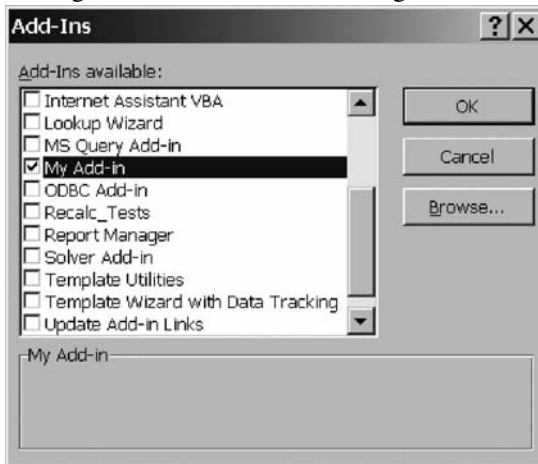 Add-Ins
Add-Ins available:
Internet Assistant VBA
Lookup Wizard
MS Query Add-in
My Add-in
ODBC Add-in
Recalc_Tests
Report Manager
Solver Add-in
Template Utilities
Template Wizard with Data Tracking
Update Add-in Links
OK
Cancel
Browse...
My Add-in